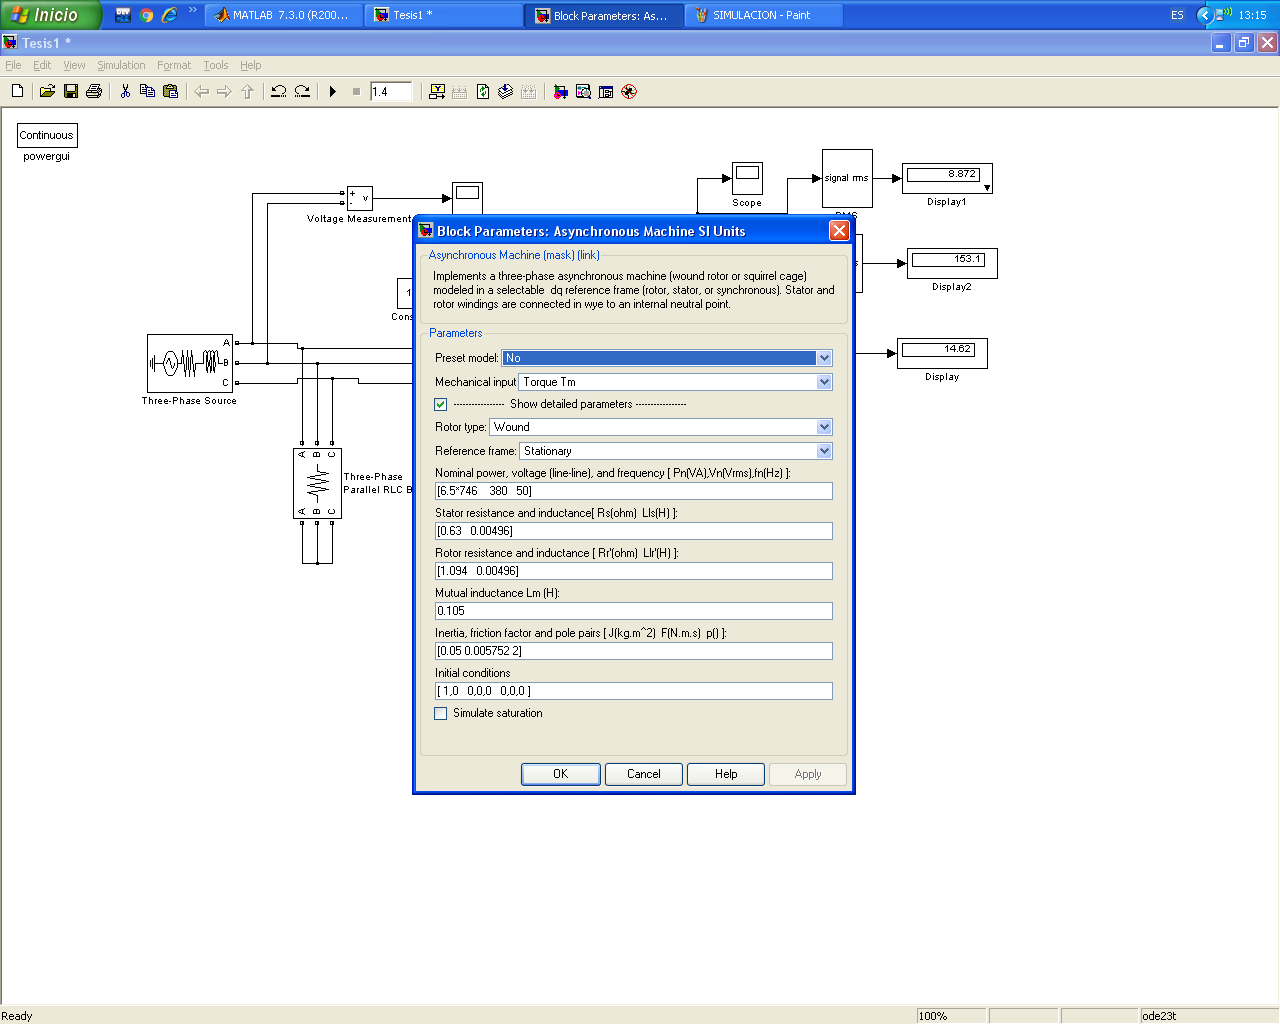 Inicio
MATLAB 7.3.0 (R200...
Tesis1 *
Block Parameters: As...
SIMULACION - Paint
ES
13:15
Tesis1 *
File Edit View Simulation Format Tools Help
1.4
Continuous
powergui
Voltage Measurement
+
-
v
Scope
signal rms
8.872
Display1
153.1
Display2
14.62
Display
1
Three-Phase Source
A
B
C
A B C
Three-Phase
Parallel RLC B
A B C
Block Parameters: Asynchronous Machine SI Units
Asynchronous Machine (mask) (link)
Implements a three-phase asynchronous machine (wound rotor or squirrel cage)
modeled in a selectable dq reference frame (rotor, stator, or synchronous). Stator and
rotor windings are connected in wye to an internal neutral point.
Parameters
Preset model: No
Mechanical input Torque Tm
---------------- Show detailed parameters ----------------
Rotor type: Wound
Reference frame: Stationary
Nominal power, voltage (line-line), and frequency [ Pn(VA),Vn(Vrms),fn(Hz) ]:
[6.5*746 380 50]
Stator resistance and inductance[ Rs(ohm) Lls(H) ]:
[0.63 0.00496]
Rotor resistance and inductance [ Rr'(ohm) Llr'(H) ]:
[1.094 0.00496]
Mutual inductance Lm (H):
0.105
Inertia, friction factor and pole pairs [ J(kg.m^2) F(N.m.s) p() ]:
[0.05 0.005752 2]
Initial conditions
[ 1,0 0,0,0 0,0,0 ]
Simulate saturation
OK Cancel Help Apply
Ready
100%
ode23t